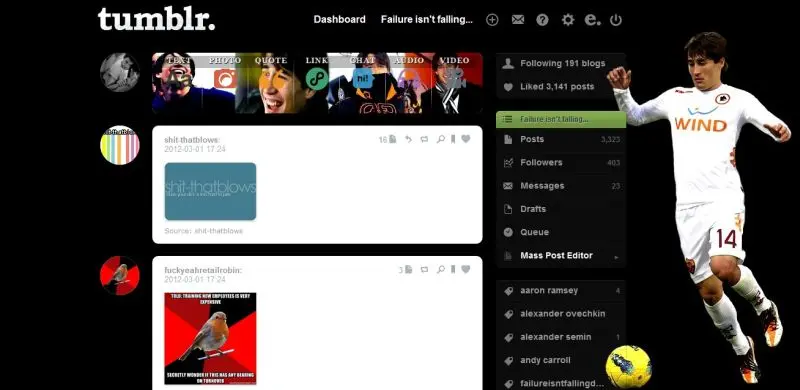 tumblr.
Dashboard
Failure isn't falling...
TEXT PHOTO QUOTE LINK CHAT AUDIO VIDEO
hi!
shit-thatblows:
2012-03-01 17:24
16
shit-thatblows
Source: shit-thatblows
fuckyeahretailrobin:
2012-03-01 17:24
3
TOLD, TRAINING NEW EMPLOYEES IS VERY
EXPENSIVE
SECRETLY WONDER IF THIS HAS ANY BEARING
ON TURNOVER
Following 191 blogs
Liked 3,141 posts
Failure isn't falling...
Posts 3,323
Followers 403
Messages 23
Drafts
Queue
Mass Post Editor
aaron ramsey 4
alexander ovechkin
alexander semin 1
andy carroll
failureisntfallingd...
WIND
14